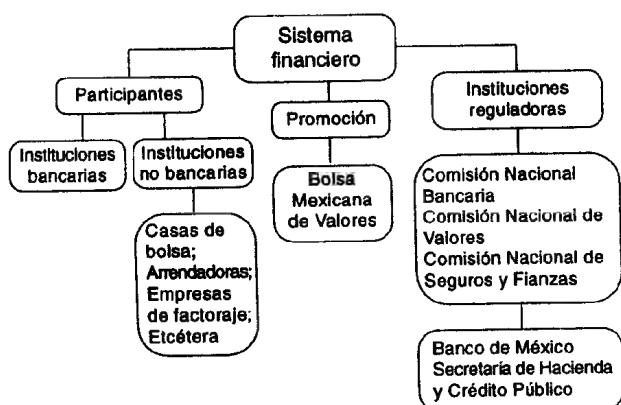 Sistema
financiero
Participantes
Instituciones
bancarias
Instituciones
no bancarias
Casas de
bolsa;
Arrendadoras;
Empresas
de factoraje;
Etcétera
Promoción
Bolsa
Mexicana
de Valores
Instituciones
reguladoras
Comisión Nacional
Bancaria
Comisión Nacional de
Valores
Comisión Nacional de
Seguros y Fianzas
Banco de México
Secretaría de Hacienda
y Crédito Público